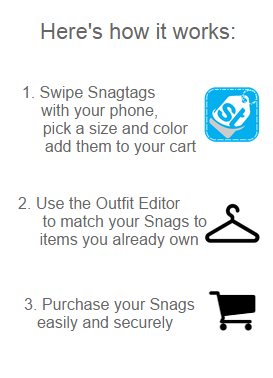 Here's how it works:
1. Swipe Snagtags
with your phone,
pick a size and color
add them to your cart
St
2. Use the Outfit Editor
to match your Snags to
items you already own
3. Purchase your Snags
easily and securely